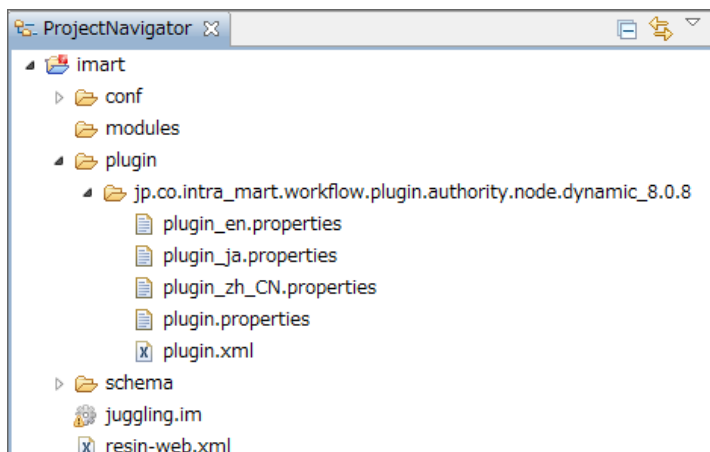 ProjectNavigator
imart
conf
modules
plugin
jp.co.intra_mart.workflow.plugin.authority.node.dynamic_8.0.8
plugin_en.properties
plugin_ja.properties
plugin_zh_CN.properties
plugin.properties
plugin.xml
schema
juggling.im
resin-web.xml